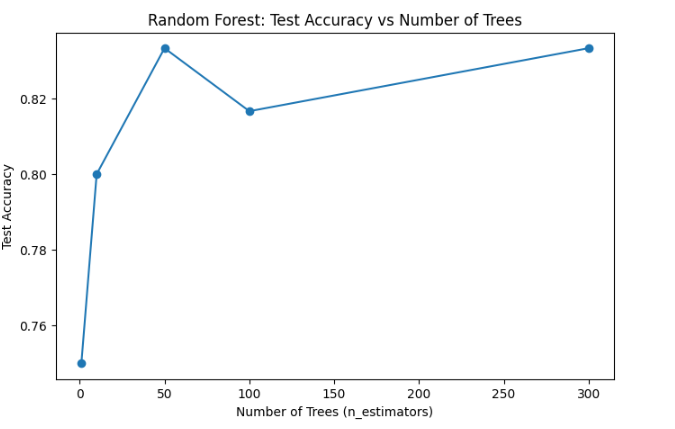 Random Forest: Test Accuracy vs Number of Trees
Test Accuracy
0.82
0.80
0.78
0.76
0 50 100 150 200 250 300
Number of Trees (n_estimators)